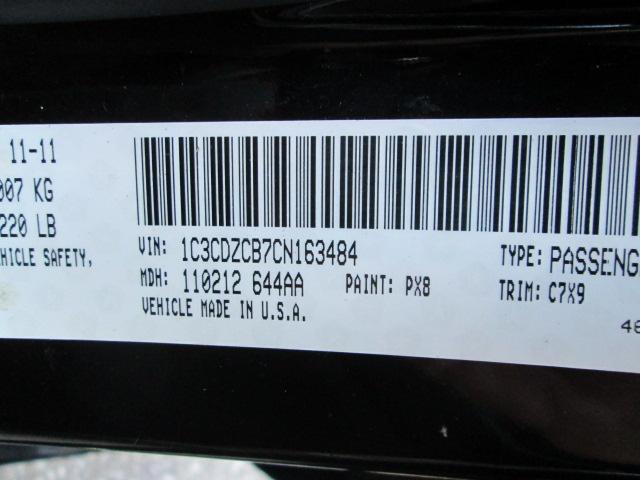 11-11
007 KG
220 LB
EHICLE SAFETY,
VIN: 1C3CDZCB7CN163484
TYPE: PASSENG
MDH: 110212 644AA
PAINT: PX8
TRIM: C7X9
VEHICLE MADE IN U.S.A.
48